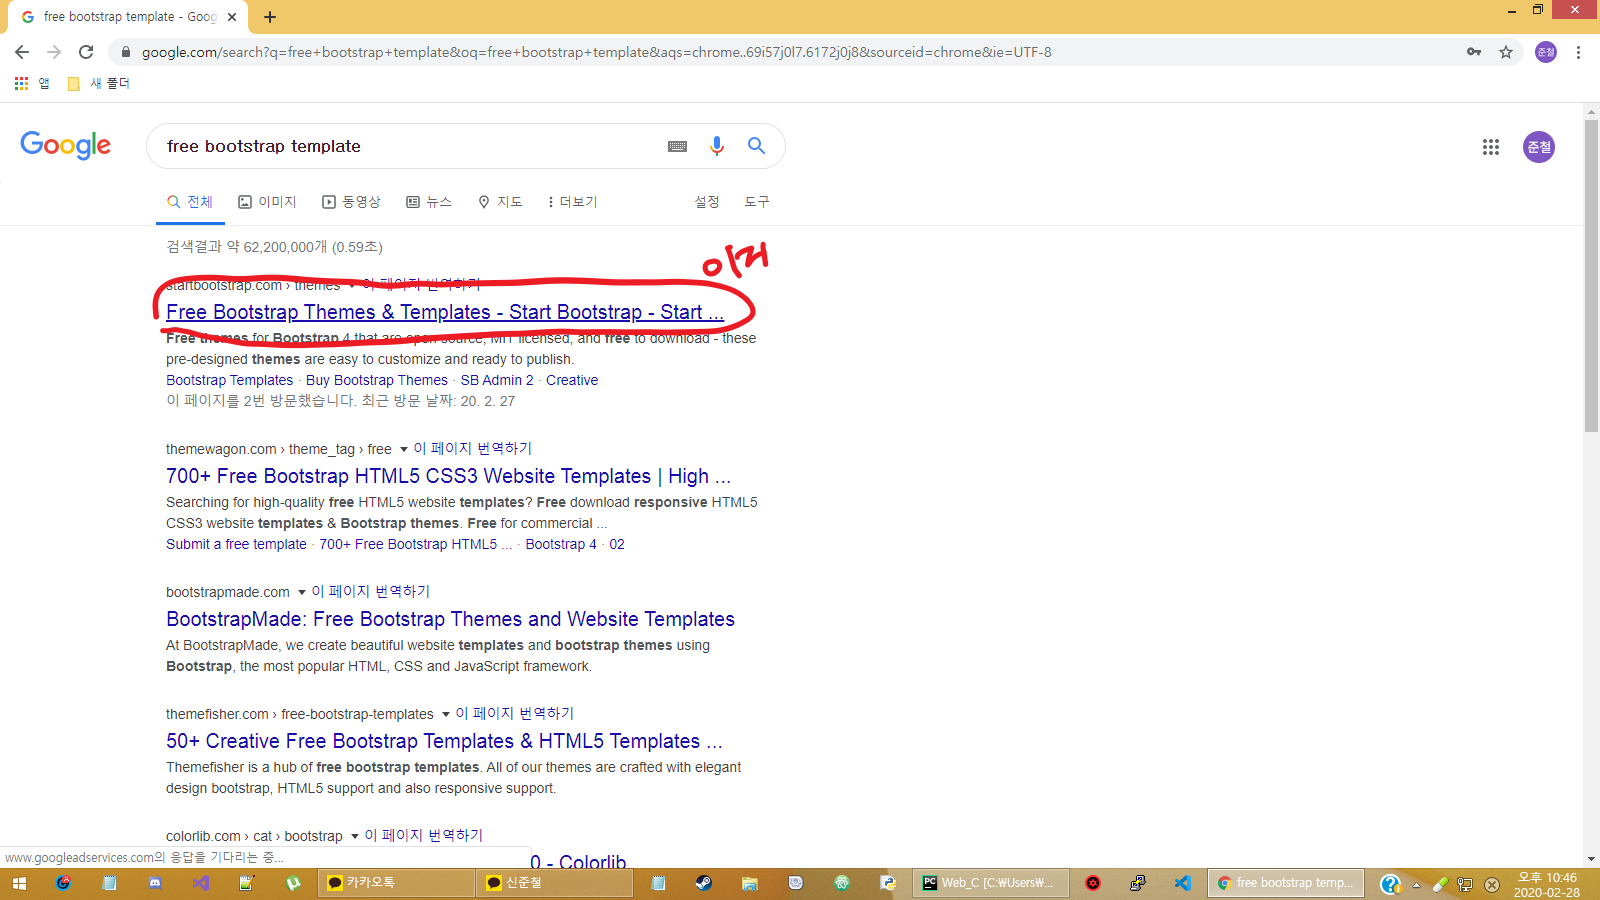 free bootstrap template - Goog
google.com/search?q=free+bootstrap+template&oq=free+bootstrap+template&aqs=chrome..69i57j0l7.6172j0j8&sourceid=chrome&ie=UTF-8
준철
앱
새 폴더
Google
free bootstrap template
준철
전체
이미지
동영상
뉴스
지도
더보기
설정
도구
검색결과 약 62,200,000개 (0.59초)
이거
startbootstrap.com › themes 이 페이지 번역하기
Free Bootstrap Themes & Templates - Start Bootstrap - Start ...
Free themes for Bootstrap 4 that are open source, MIT licensed, and free to download - these
pre-designed themes are easy to customize and ready to publish.
Bootstrap Templates · Buy Bootstrap Themes · SB Admin 2 · Creative
이 페이지를 2번 방문했습니다. 최근 방문 날짜: 20. 2. 27
themewagon.com › theme_tag › free 이 페이지 번역하기
700+ Free Bootstrap HTML5 CSS3 Website Templates | High ...
Searching for high-quality free HTML5 website templates? Free download responsive HTML5
CSS3 website templates & Bootstrap themes. Free for commercial ...
Submit a free template · 700+ Free Bootstrap HTML5 ... · Bootstrap 4 · 02
bootstrapmade.com 이 페이지 번역하기
BootstrapMade: Free Bootstrap Themes and Website Templates
At BootstrapMade, we create beautiful website templates and bootstrap themes using
Bootstrap, the most popular HTML, CSS and JavaScript framework.
themefisher.com › free-bootstrap-templates 이 페이지 번역하기
50+ Creative Free Bootstrap Templates & HTML5 Templates ...
Themefisher is a hub of free bootstrap templates. All of our themes are crafted with elegant
design bootstrap, HTML5 support and also responsive support.
colorlib.com › cat › bootstrap 이 페이지 번역하기
0 - Colorlib
www.googleadservices.com의 응답을 기다리는 중...
카카오톡
신준철
PC
Web_C [C:₩Users₩...
free bootstrap temp...
오후 10:46
2020-02-28